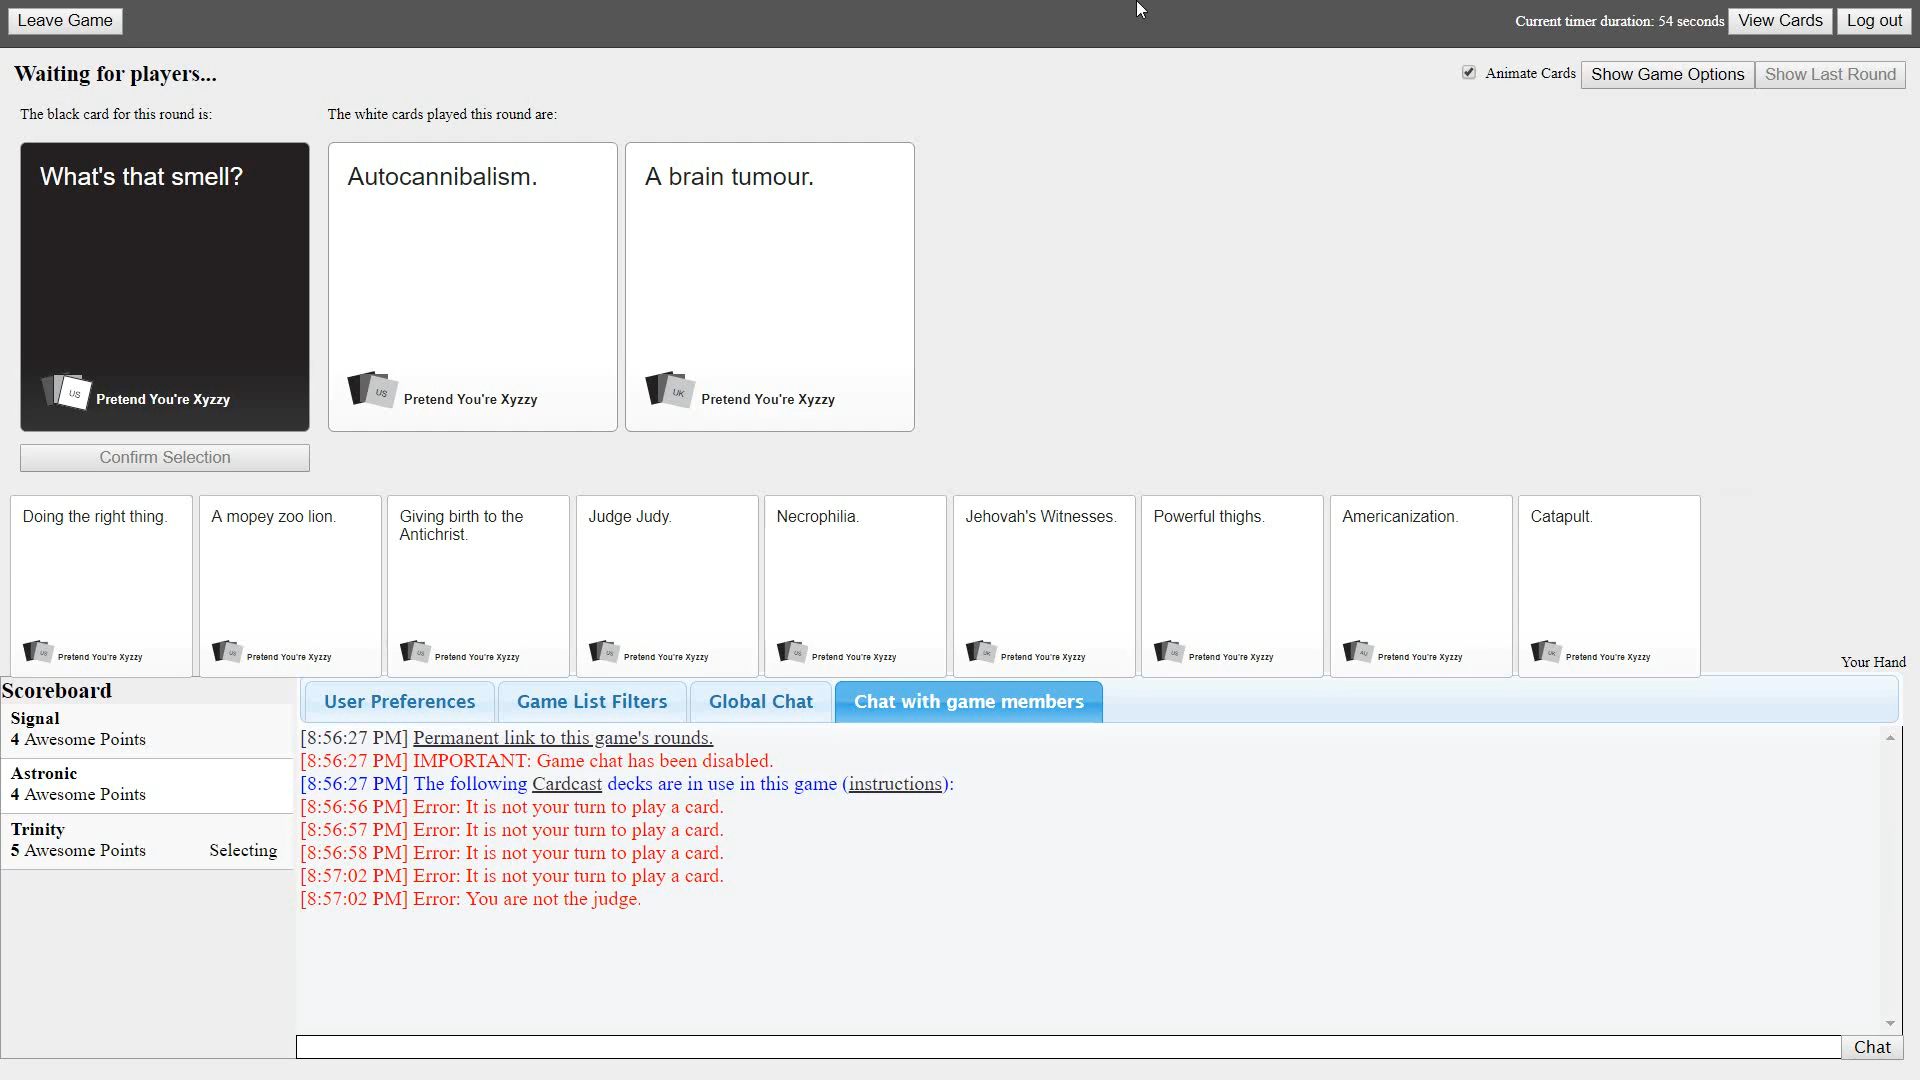 Leave Game
Current timer duration: 54 seconds
View Cards
Log out
Waiting for players...
Animate Cards
Show Game Options
Show Last Round
The black card for this round is:
The white cards played this round are:
What's that smell?
US
Pretend You're Xyzzy
Autocannibalism.
US
Pretend You're Xyzzy
A brain tumour.
UK
Pretend You're Xyzzy
Confirm Selection
Doing the right thing.
US
Pretend You're Xyzzy
A mopey zoo lion.
US
Pretend You're Xyzzy
Giving birth to the
Antichrist.
US
Pretend You're Xyzzy
Judge Judy.
US
Pretend You're Xyzzy
Necrophilia.
US
Pretend You're Xyzzy
Jehovah's Witnesses.
UK
Pretend You're Xyzzy
Powerful thighs.
US
Pretend You're Xyzzy
Americanization.
AU
Pretend You're Xyzzy
Catapult.
UK
Pretend You're Xyzzy
Your Hand
Scoreboard
Signal
4 Awesome Points
Astronic
4 Awesome Points
Trinity
5 Awesome Points
Selecting
User Preferences
Game List Filters
Global Chat
Chat with game members
[8:56:27 PM] Permanent link to this game's rounds.
[8:56:27 PM] IMPORTANT: Game chat has been disabled.
[8:56:27 PM] The following Cardcast decks are in use in this game (instructions):
[8:56:56 PM] Error: It is not your turn to play a card.
[8:56:57 PM] Error: It is not your turn to play a card.
[8:56:58 PM] Error: It is not your turn to play a card.
[8:57:02 PM] Error: It is not your turn to play a card.
[8:57:02 PM] Error: You are not the judge.
Chat